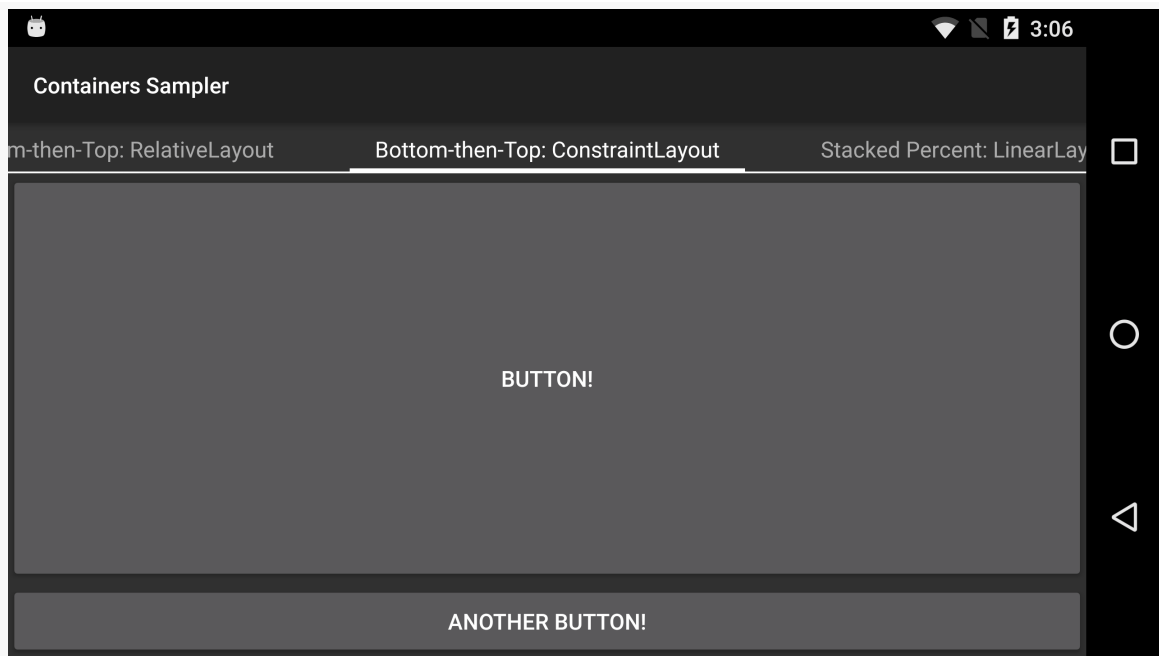 3:06
Containers Sampler
m-then-Top: RelativeLayout Bottom-then-Top: ConstraintLayout Stacked Percent: LinearLay
BUTTON!
ANOTHER BUTTON!